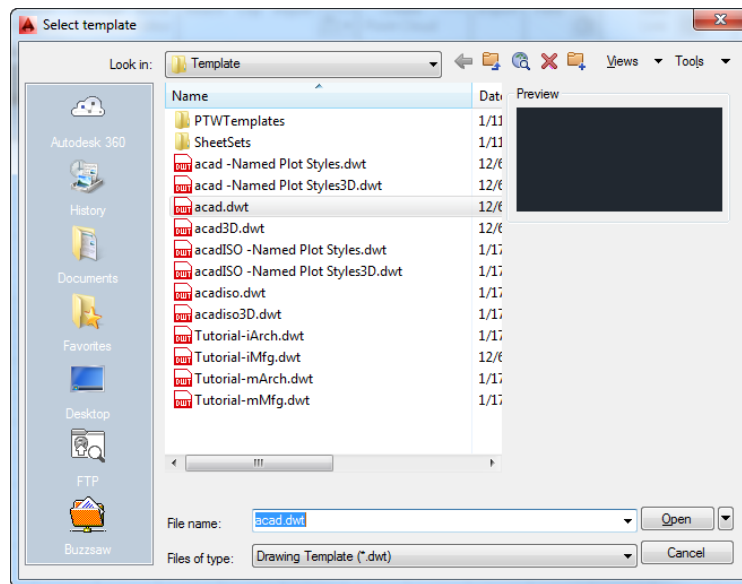 Select template
Look in:
Template
Views
Tools
Autodesk 360
History
Documents
Favorites
Desktop
FTP
Buzzsaw
Name Date
PTWTemplates 1/11
SheetSets 1/11
acad -Named Plot Styles.dwt 12/6
acad -Named Plot Styles3D.dwt 12/6
acad.dwt 12/6
acad3D.dwt 12/6
acadISO -Named Plot Styles.dwt 1/17
acadISO -Named Plot Styles3D.dwt 1/17
acadiso.dwt 1/17
acadiso3D.dwt 1/17
Tutorial-iArch.dwt 1/17
Tutorial-iMfg.dwt 12/6
Tutorial-mArch.dwt 1/17
Tutorial-mMfg.dwt 1/17
Preview
File name: acad.dwt
Open
Files of type: Drawing Template (*.dwt)
Cancel